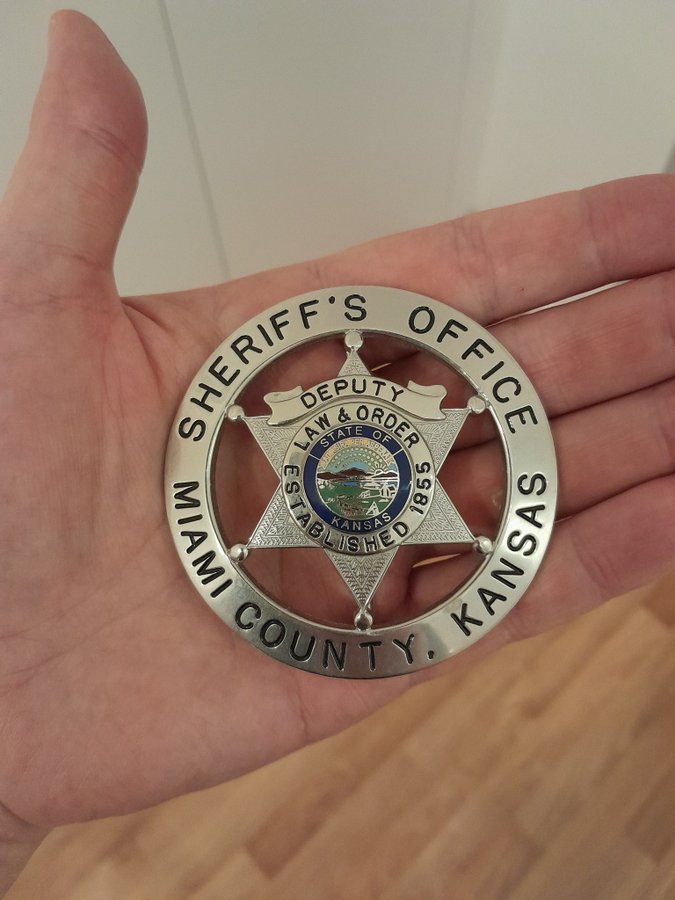 SHERIFF'S OFFICE
DEPUTY
LAW & ORDER
STATE OF
KANSAS
ESTABLISHED 1855
MIAMI COUNTY, KANSAS